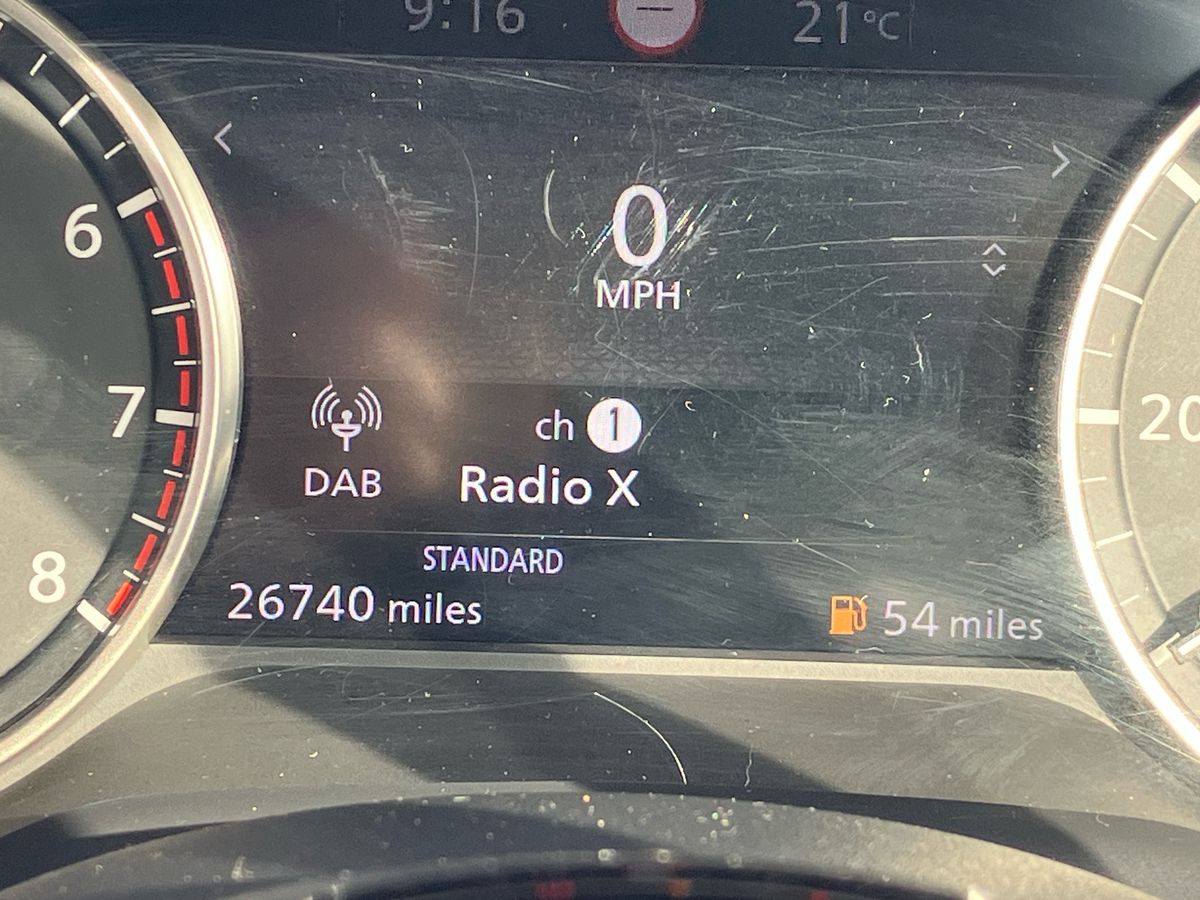 9:16
21°C
0
MPH
6
7
8
20
DAB
ch 1
Radio X
STANDARD
26740 miles
54 miles